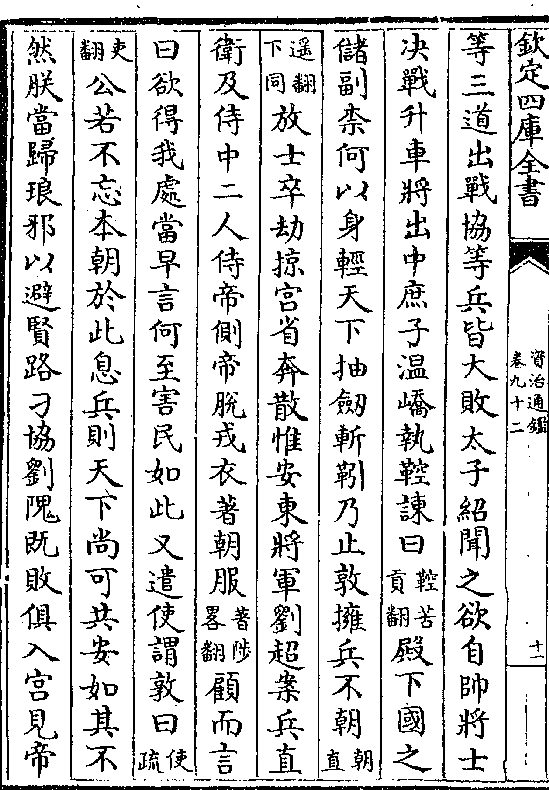 欽定四庫全書
資治通鑑
卷九十二
十一
等三道出戰協等兵皆大敗太子紹聞之欲自帥將士
決戰升車將出中庶子温嶠執鞚諫曰鞚苦貢翻殿下國之
儲副柰何以身輕天下抽劒斬靷乃止敦擁兵不朝朝直
遥翻下同放士卒劫掠宫省奔散惟安東將軍劉超案兵直
衛及侍中二人侍帝側帝脫戎衣著朝服著陟畧翻顧而言
曰欲得我處當早言何至害民如此又遣使謂敦曰使疏
吏翻公若不忘本朝於此息兵則天下尚可共安如其不
然朕當歸琅邪以避賢路刁協劉隗既敗俱入宫見帝